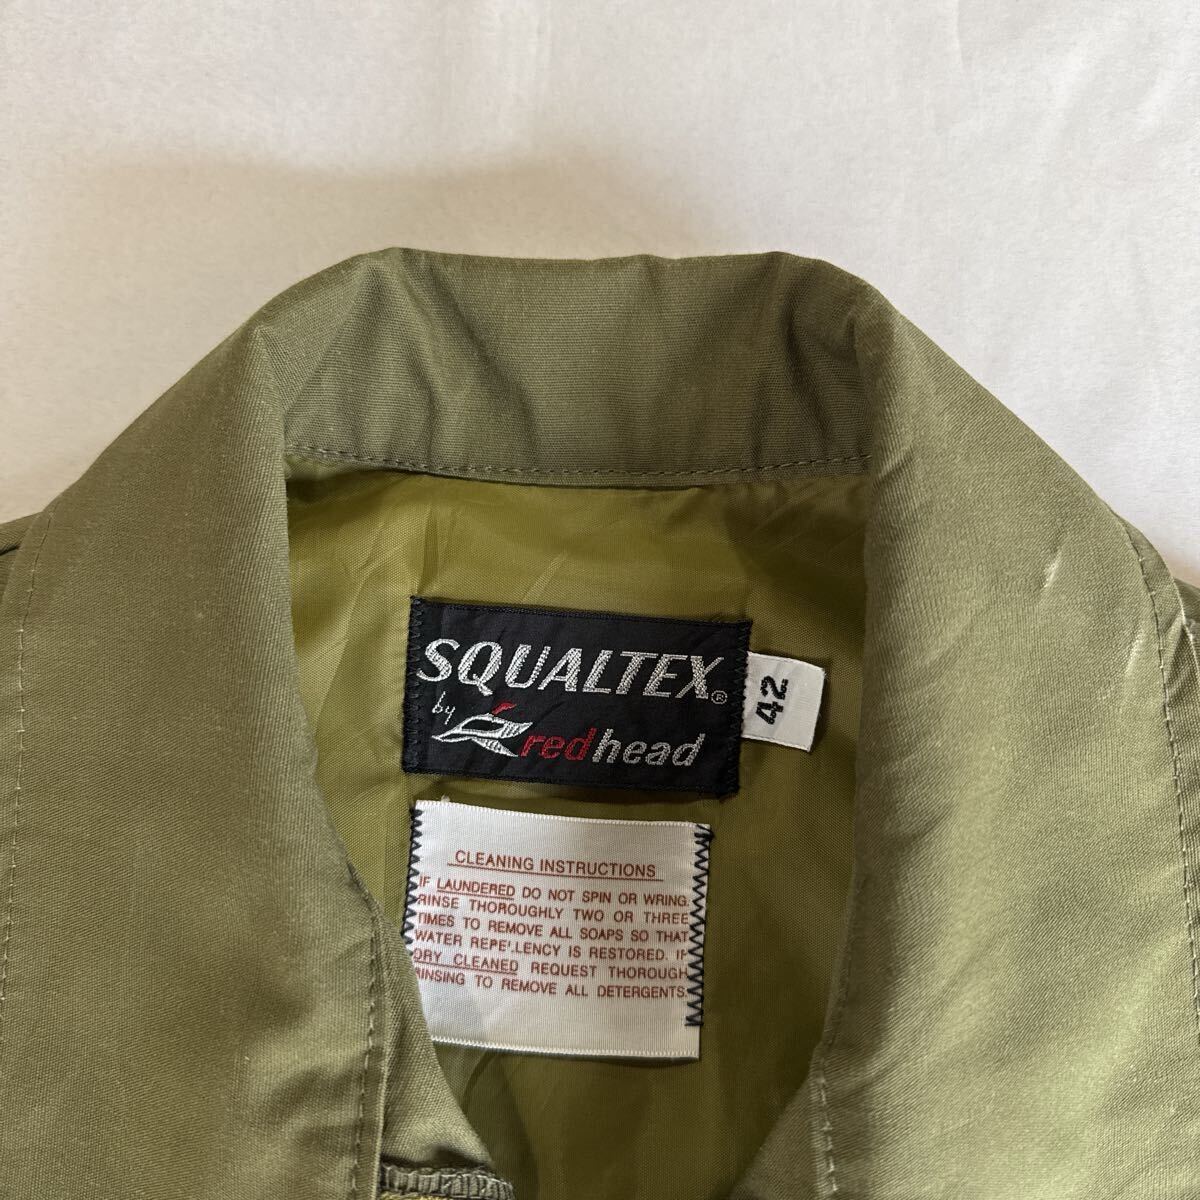 SQUALTEX®
by redhead
42
CLEANING INSTRUCTIONS
IF LAUNDERED DO NOT SPIN OR WRING.
RINSE THOROUGHLY TWO OR THREE
TIMES TO REMOVE ALL SOAPS SO THAT
WATER REPELLENCY IS RESTORED. IF
DRY CLEANED REQUEST THOROUGH
RINSING TO REMOVE ALL DETERGENTS.